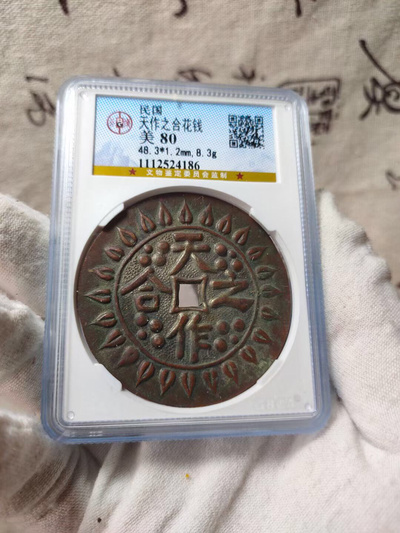 民国
天作之合花钱
美 80
48.3*1.2mm,8.3g
1112524186
★ 文物鉴定委员会监制 ★
天
合 之
作